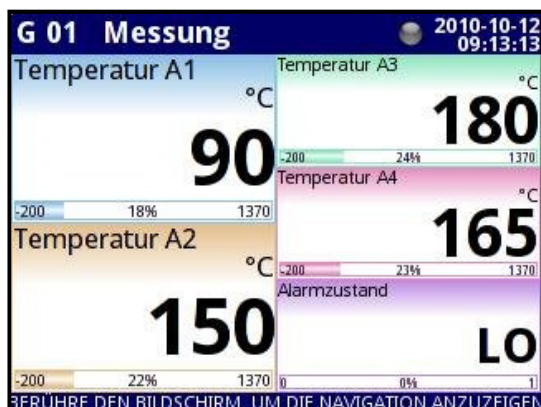 G 01 Messung
2010-10-12
09:13:13
Temperatur A1
°C
90
-200 18% 1370
Temperatur A2
°C
150
-200 22% 1370
Temperatur A3
°C
180
-200 24% 1370
Temperatur A4
°C
165
-200 23% 1370
Alarmzustand
LO
0 0% 1
BERÜHRE DEN BILDSCHIRM, UM DIE NAVIGATION ANZUZEIGEN